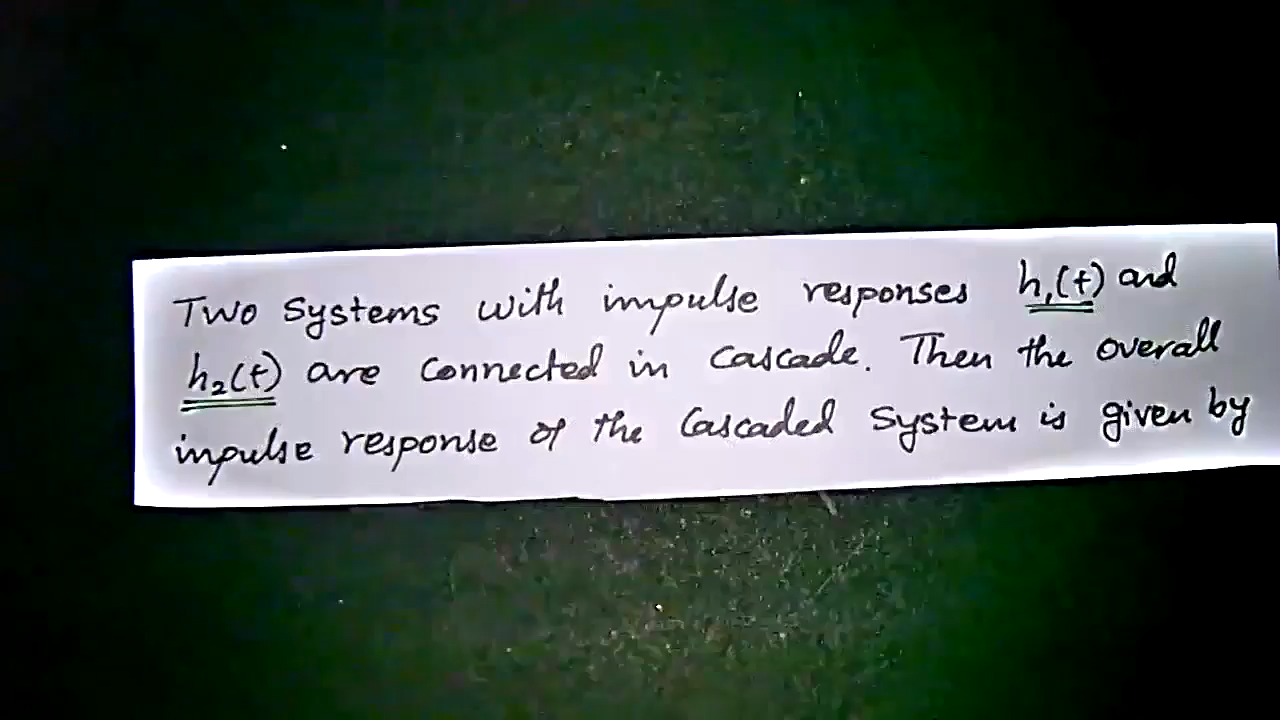 Two Systems with impulse responses h₁(t) and
h₂(t) are connected in cascade. Then the overall
impulse response of the Cascaded System is given by